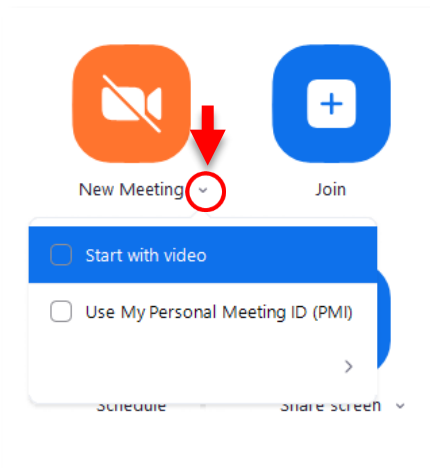 New Meeting
Join
Start with video
Use My Personal Meeting ID (PMI)
Schedule
Share screen